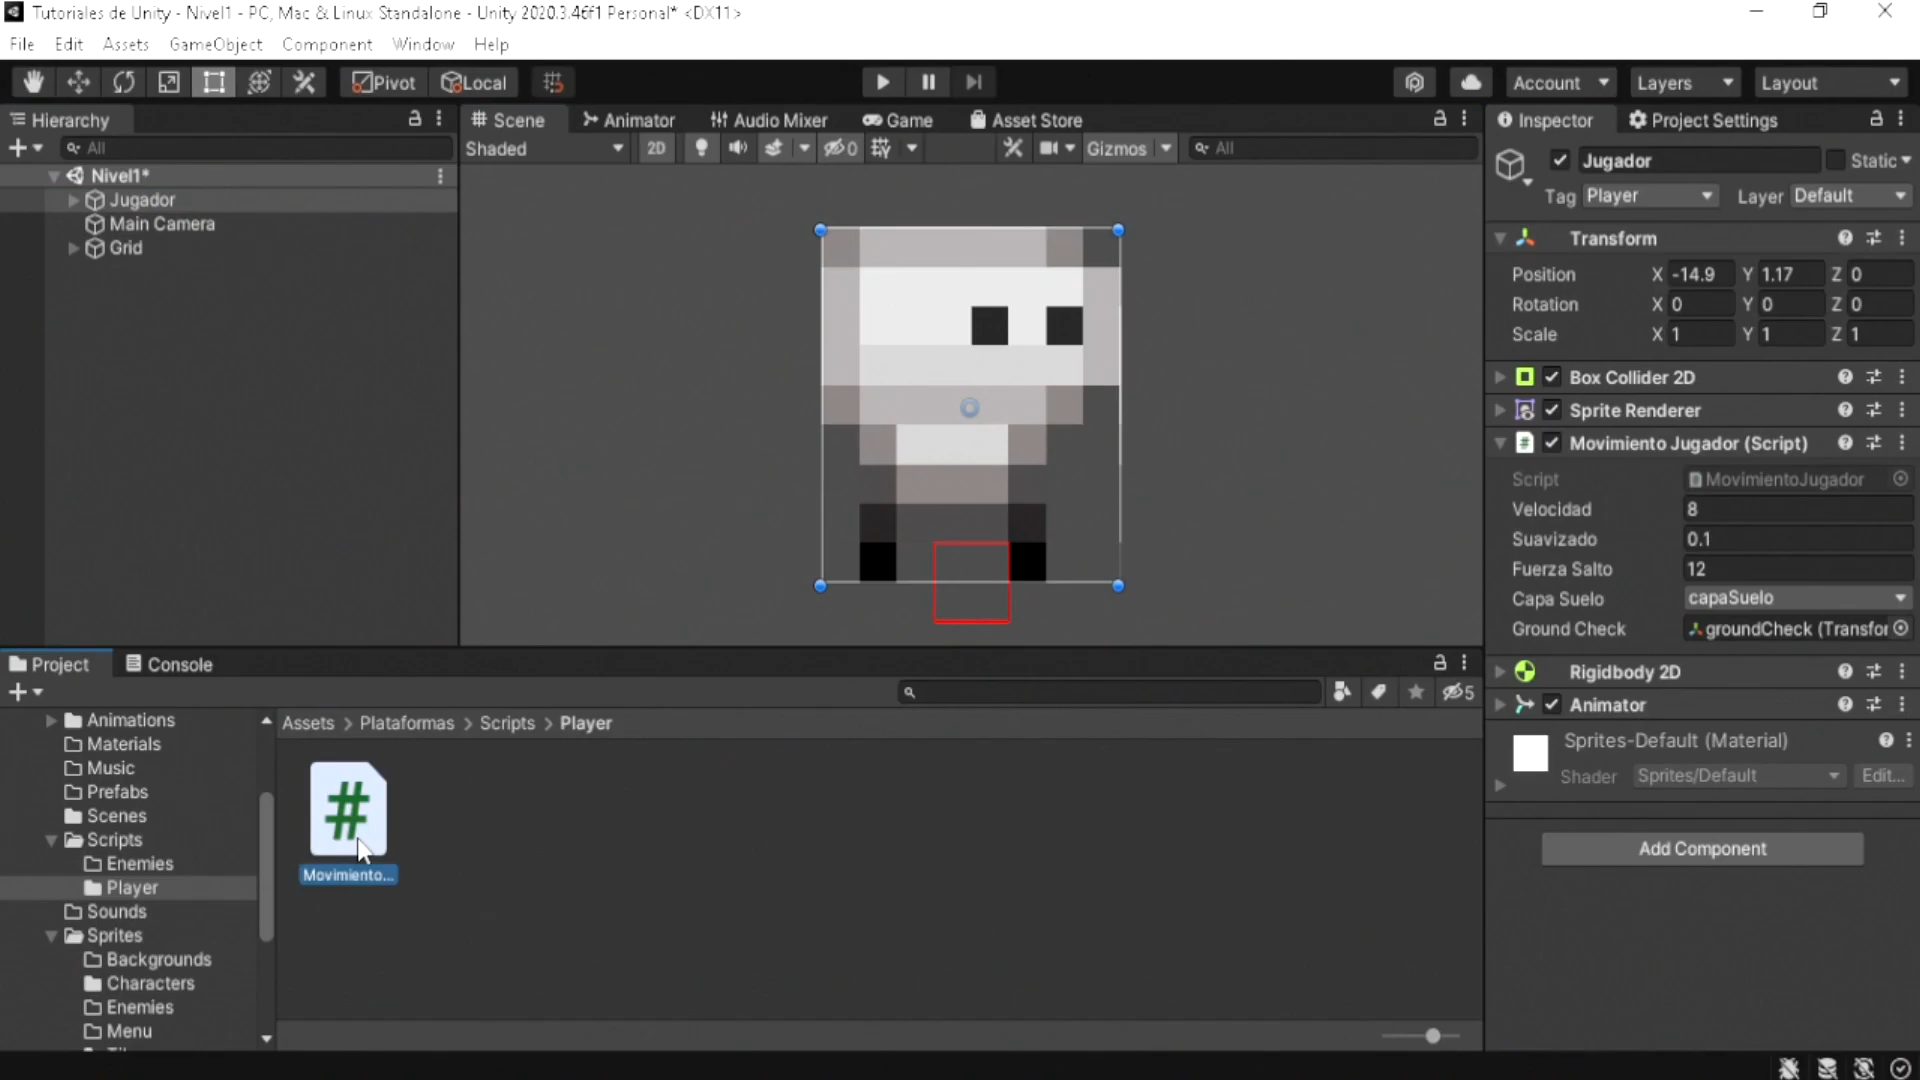 Tutoriales de Unity - Nivel1 - PC, Mac & Linux Standalone - Unity 2020.3.46f1 Personal* <DX11>
File Edit Assets GameObject Component Window Help
Pivot Local Account Layers Layout
Hierarchy
All
Nivel1*
Jugador
Main Camera
Grid
Scene Animator Audio Mixer Game Asset Store
Shaded 2D 0 Gizmos All
Inspector Project Settings
Jugador Static
Tag Player Layer Default
Transform
Position X -14.9 Y 1.17 Z 0
Rotation X 0 Y 0 Z 0
Scale X 1 Y 1 Z 1
Box Collider 2D
Sprite Renderer
# Movimiento Jugador (Script)
Script MovimientoJugador
Velocidad 8
Suavizado 0.1
Fuerza Salto 12
Capa Suelo capaSuelo
Ground Check groundCheck (Transfor
Rigidbody 2D
Animator
Sprites-Default (Material)
Shader Sprites/Default Edit...
Add Component
Project Console
5
Animations
Materials
Music
Prefabs
Scenes
Scripts
Enemies
Player
Sounds
Sprites
Backgrounds
Characters
Enemies
Menu
Assets > Plataformas > Scripts > Player
#
Movimiento...